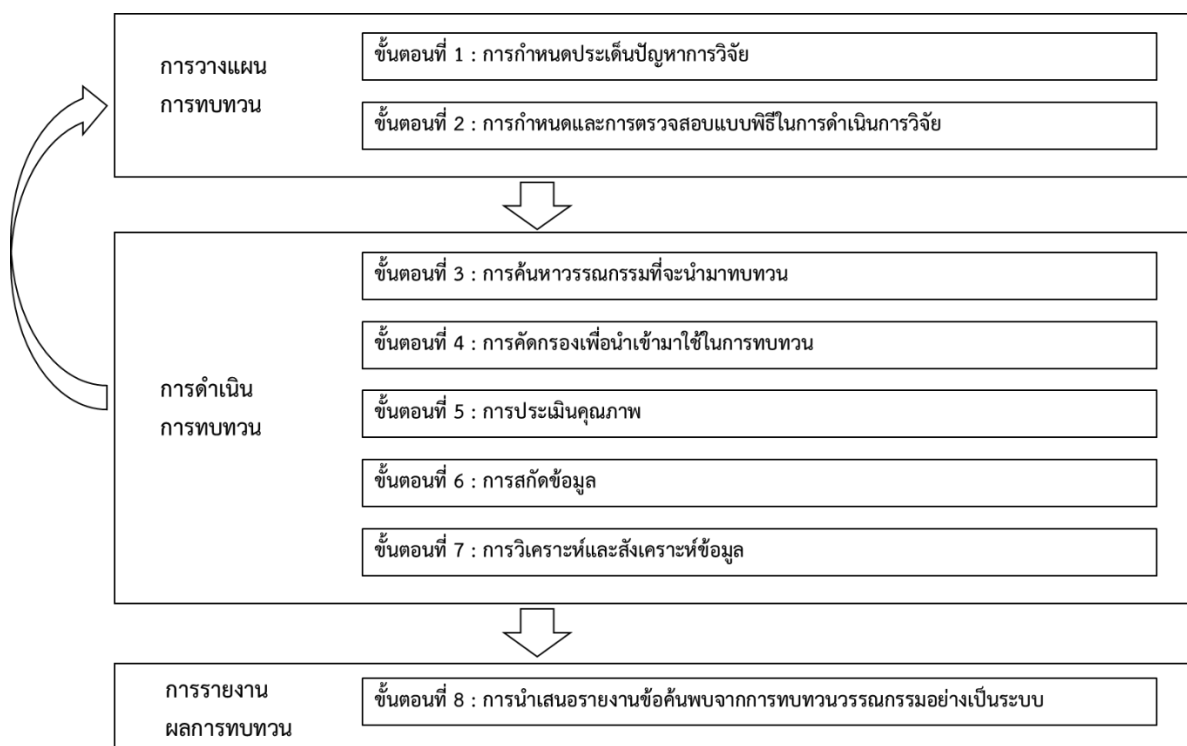 การวางแผน
การทบทวน
ขั้นตอนที่ 1 : การกำหนดประเด็นปัญหาการวิจัย
ขั้นตอนที่ 2 : การกำหนดและการตรวจสอบแบบพิธีในการดำเนินการวิจัย
การดำเนิน
การทบทวน
ขั้นตอนที่ 3 : การค้นหาวรรณกรรมที่จะนำมาทบทวน
ขั้นตอนที่ 4 : การคัดกรองเพื่อนำเข้ามาใช้ในการทบทวน
ขั้นตอนที่ 5 : การประเมินคุณภาพ
ขั้นตอนที่ 6 : การสกัดข้อมูล
ขั้นตอนที่ 7 : การวิเคราะห์และสังเคราะห์ข้อมูล
การรายงาน
ผลการทบทวน
ขั้นตอนที่ 8 : การนำเสนอรายงานข้อค้นพบจากการทบทวนวรรณกรรมอย่างเป็นระบบ